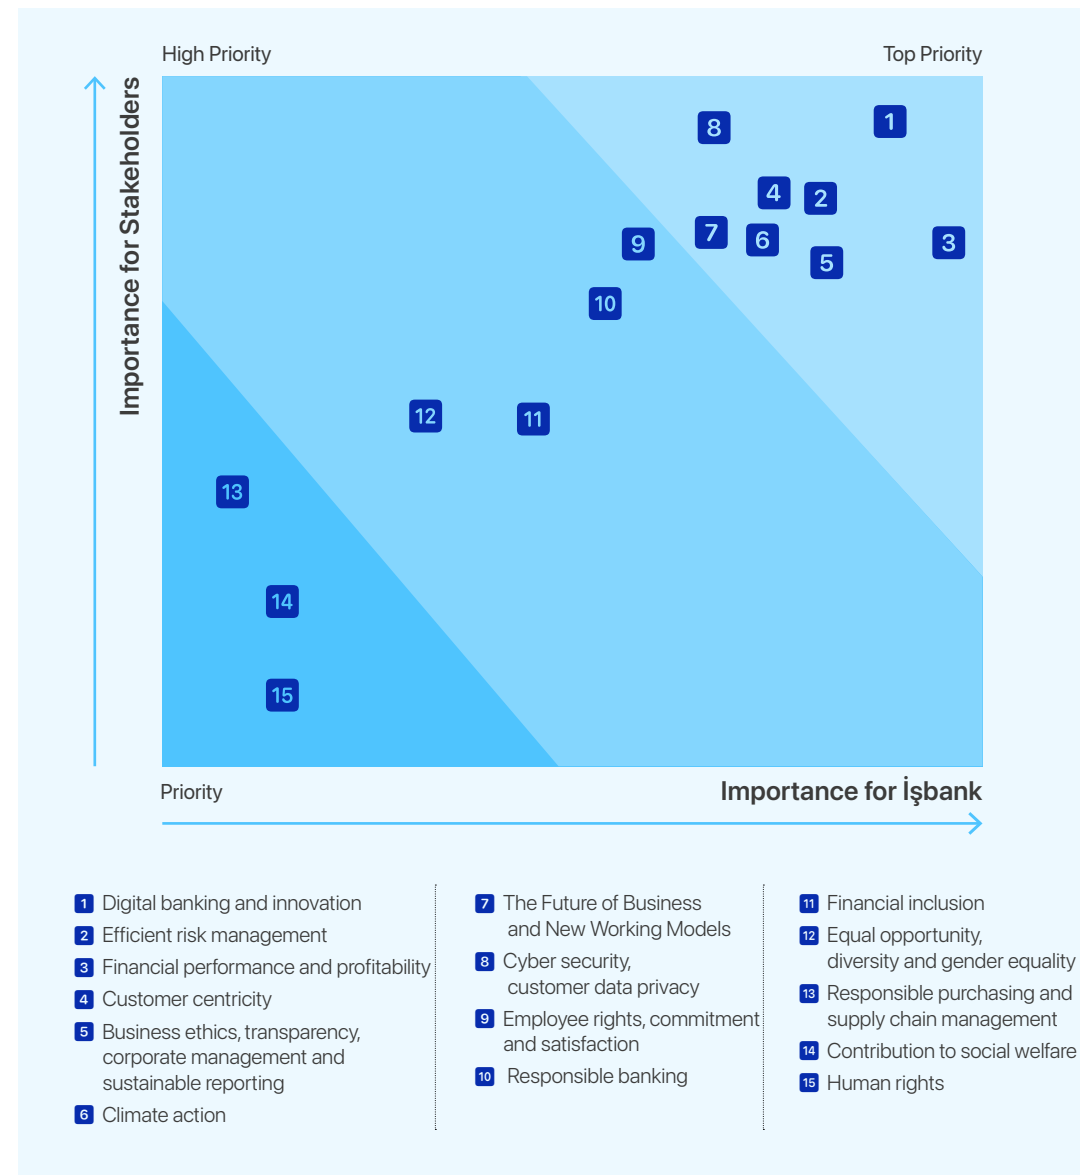 High Priority
Top Priority
Importance for Stakeholders
8
1
4
2
7
6
9
3
5
10
12
11
13
14
15
Priority
Importance for İşbank
1 Digital banking and innovation
2 Efficient risk management
3 Financial performance and profitability
4 Customer centricity
5 Business ethics, transparency,
corporate management and
sustainable reporting
6 Climate action
7 The Future of Business
and New Working Models
8 Cyber security,
customer data privacy
9 Employee rights, commitment
and satisfaction
10 Responsible banking
11 Financial inclusion
12 Equal opportunity,
diversity and gender equality
13 Responsible purchasing and
supply chain management
14 Contribution to social welfare
15 Human rights